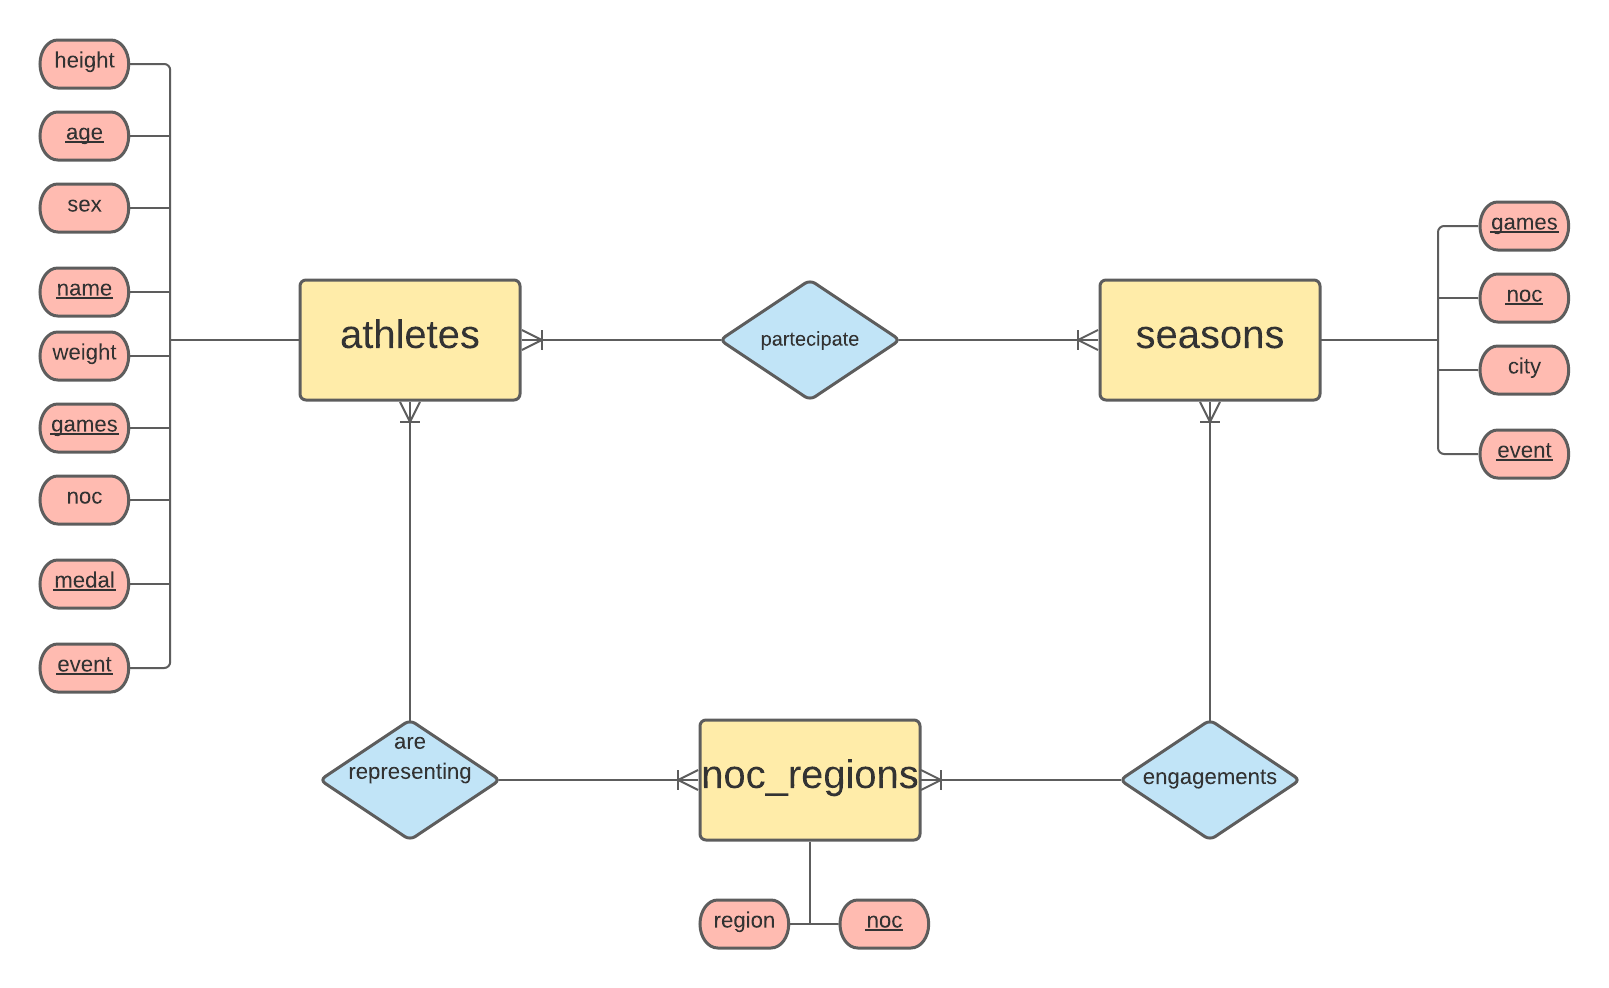 height
age
sex
name
weight
games
noc
medal
event
athletes
partecipate
seasons
games
noc
city
event
are
representing
noc_regions
engagements
region
noc